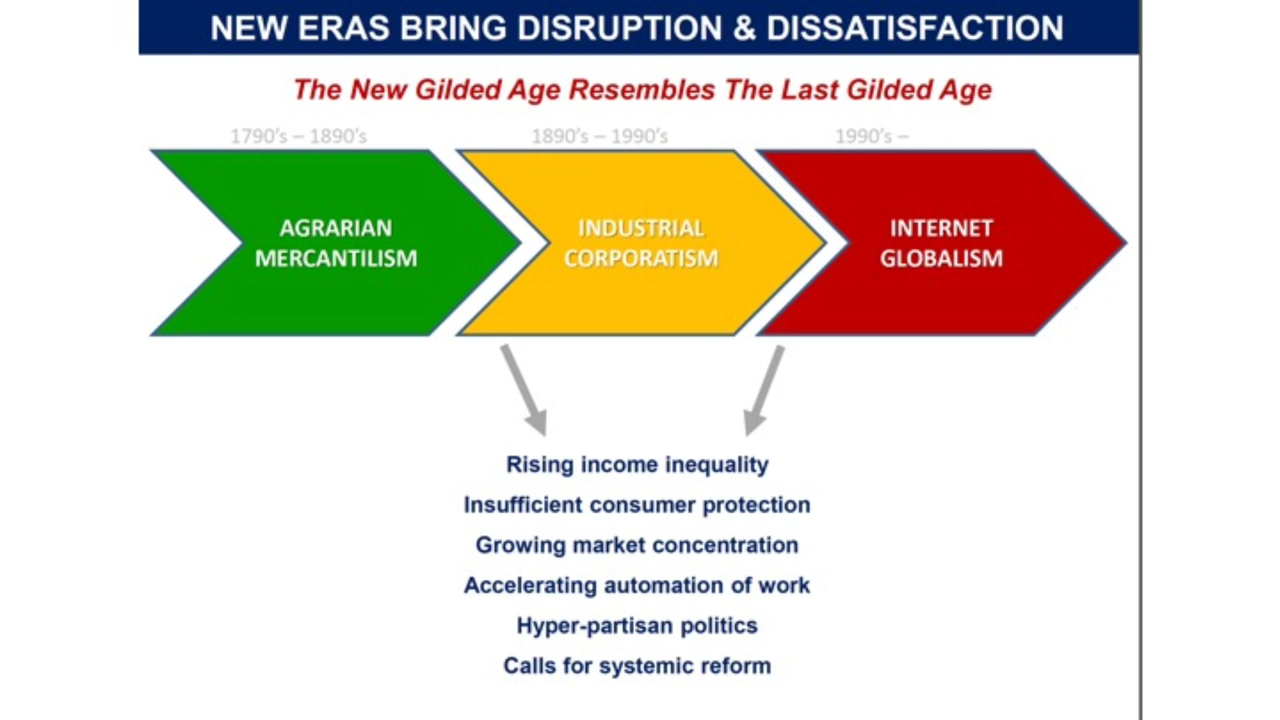 NEW ERAS BRING DISRUPTION & DISSATISFACTION
The New Gilded Age Resembles The Last Gilded Age
1790's – 1890's
1890's – 1990's
1990's –
AGRARIAN
MERCANTILISM
INDUSTRIAL
CORPORATISM
INTERNET
GLOBALISM
Rising income inequality
Insufficient consumer protection
Growing market concentration
Accelerating automation of work
Hyper-partisan politics
Calls for systemic reform